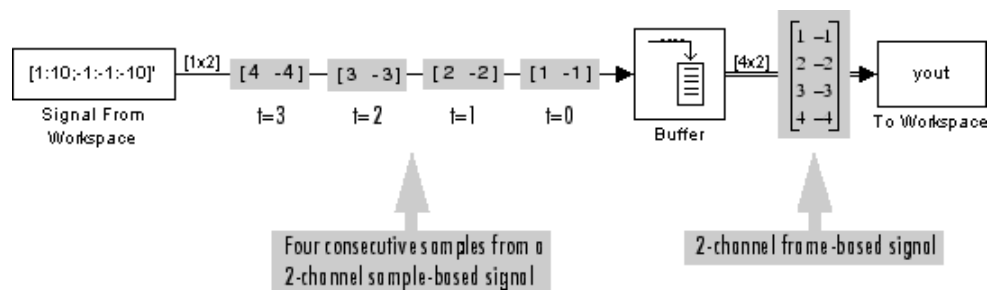 [1:10;-1:-1:-10]'
Signal From
Workspace
[1x2]
[4 -4]
[3 -3]
[2 -2]
[1 -1]
t=3
t=2
t=1
t=0
Buffer
[4x2]
1 -1
2 -2
3 -3
4 -4
yout
To Workspace
Four consecutive samples from a
2-channel sample-based signal
2-channel frame-based signal